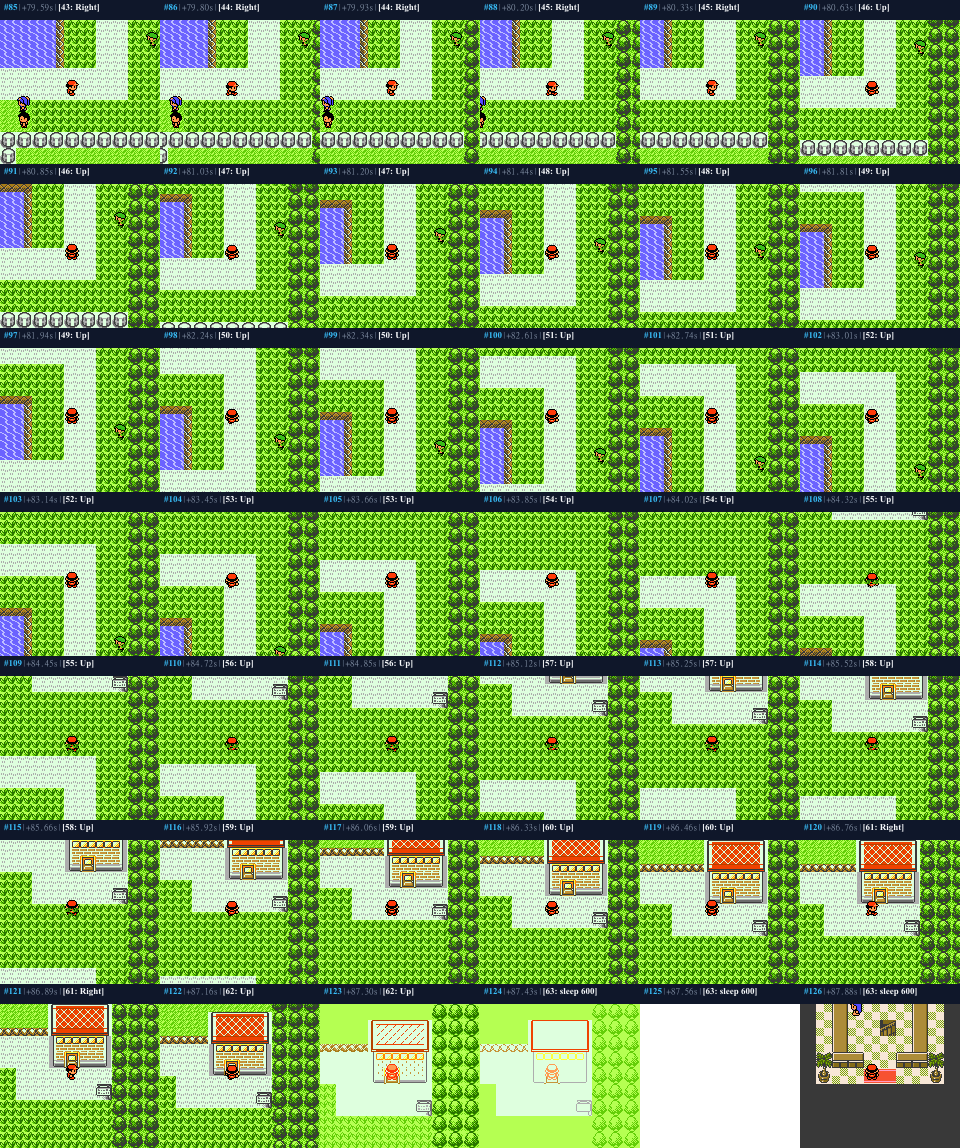 #85|+79.59s|[43: Right]
#86|+79.80s|[44: Right]
#87|+79.93s|[44: Right]
#88|+80.20s|[45: Right]
#89|+80.33s|[45: Right]
#90|+80.63s|[46: Up]
#91|+80.85s|[46: Up]
#92|+81.03s|[47: Up]
#93|+81.20s|[47: Up]
#94|+81.44s|[48: Up]
#95|+81.55s|[48: Up]
#96|+81.81s|[49: Up]
#97|+81.94s|[49: Up]
#98|+82.24s|[50: Up]
#99|+82.34s|[50: Up]
#100|+82.61s|[51: Up]
#101|+82.74s|[51: Up]
#102|+83.01s|[52: Up]
#103|+83.14s|[52: Up]
#104|+83.45s|[53: Up]
#105|+83.66s|[53: Up]
#106|+83.85s|[54: Up]
#107|+84.02s|[54: Up]
#108|+84.32s|[55: Up]
#109|+84.45s|[55: Up]
#110|+84.72s|[56: Up]
#111|+84.85s|[56: Up]
#112|+85.12s|[57: Up]
#113|+85.25s|[57: Up]
#114|+85.52s|[58: Up]
#115|+85.66s|[58: Up]
#116|+85.92s|[59: Up]
#117|+86.06s|[59: Up]
#118|+86.33s|[60: Up]
#119|+86.46s|[60: Up]
#120|+86.76s|[61: Right]
#121|+86.89s|[61: Right]
#122|+87.16s|[62: Up]
#123|+87.30s|[62: Up]
#124|+87.43s|[63: sleep 600]
#125|+87.56s|[63: sleep 600]
#126|+87.88s|[63: sleep 600]